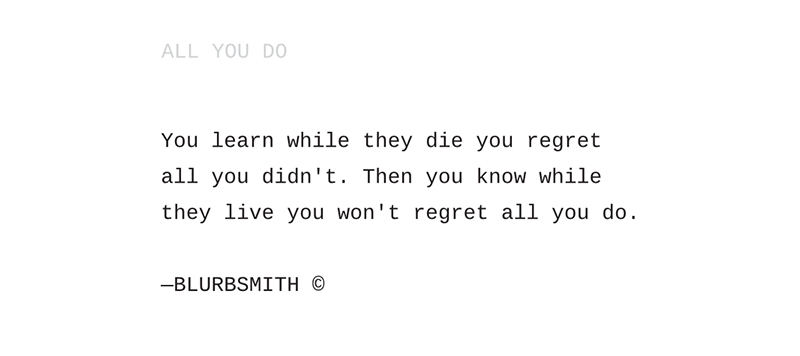 ALL YOU DO
You learn while they die you regret
all you didn't. Then you know while
they live you won't regret all you do.
—BLURBSMITH ©